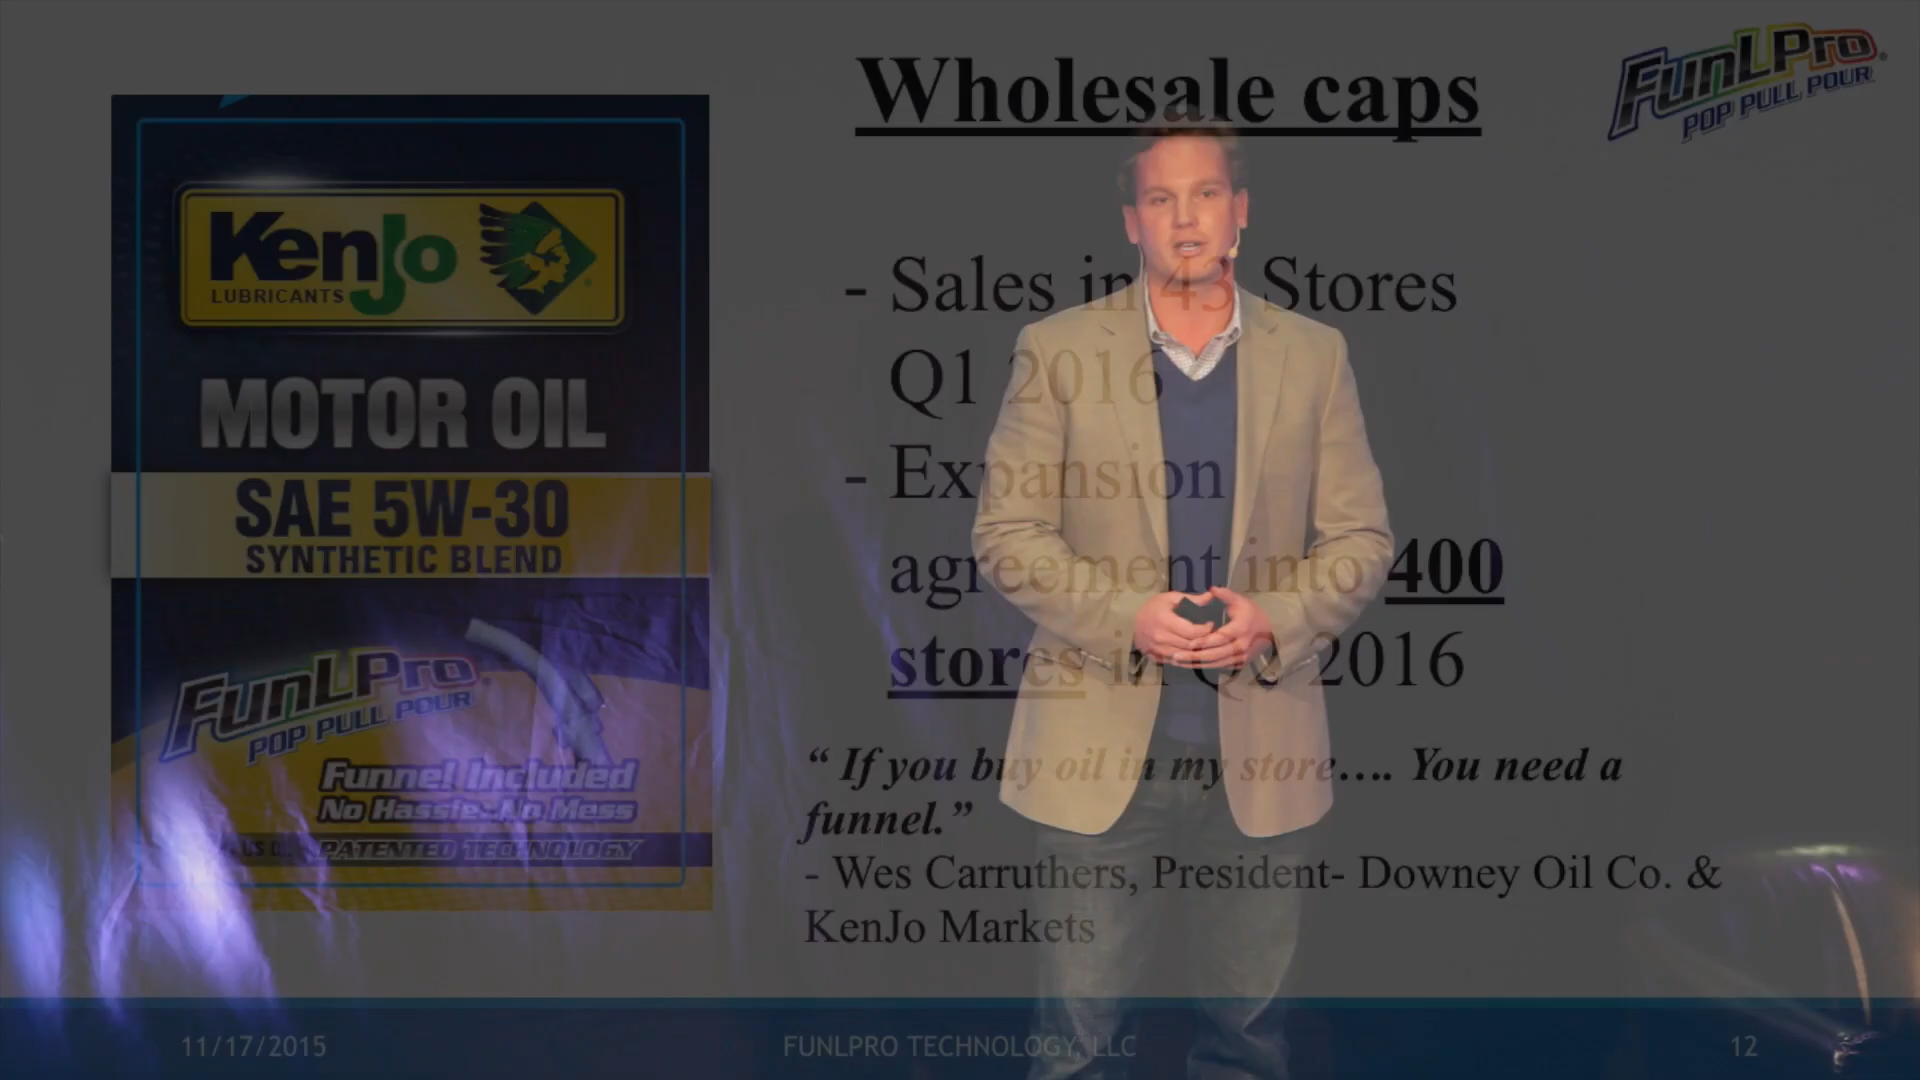 FunLPro
POP PULL POUR
Wholesale caps
KenJo
LUBRICANTS
MOTOR OIL
SAE 5W-30
SYNTHETIC BLEND
FunLPro
POP PULL POUR
Funnel Included
No Hassle-No Mess
PATENTED TECHNOLOGY
- Sales in 43 Stores
Q1 2016
- Expansion
agreement into 400
stores in Q2 2016
“ If you buy oil in my store…. You need a
funnel.”
- Wes Carruthers, President- Downey Oil Co. &
KenJo Markets
11/17/2015
FUNLPRO TECHNOLOGY, LLC
12